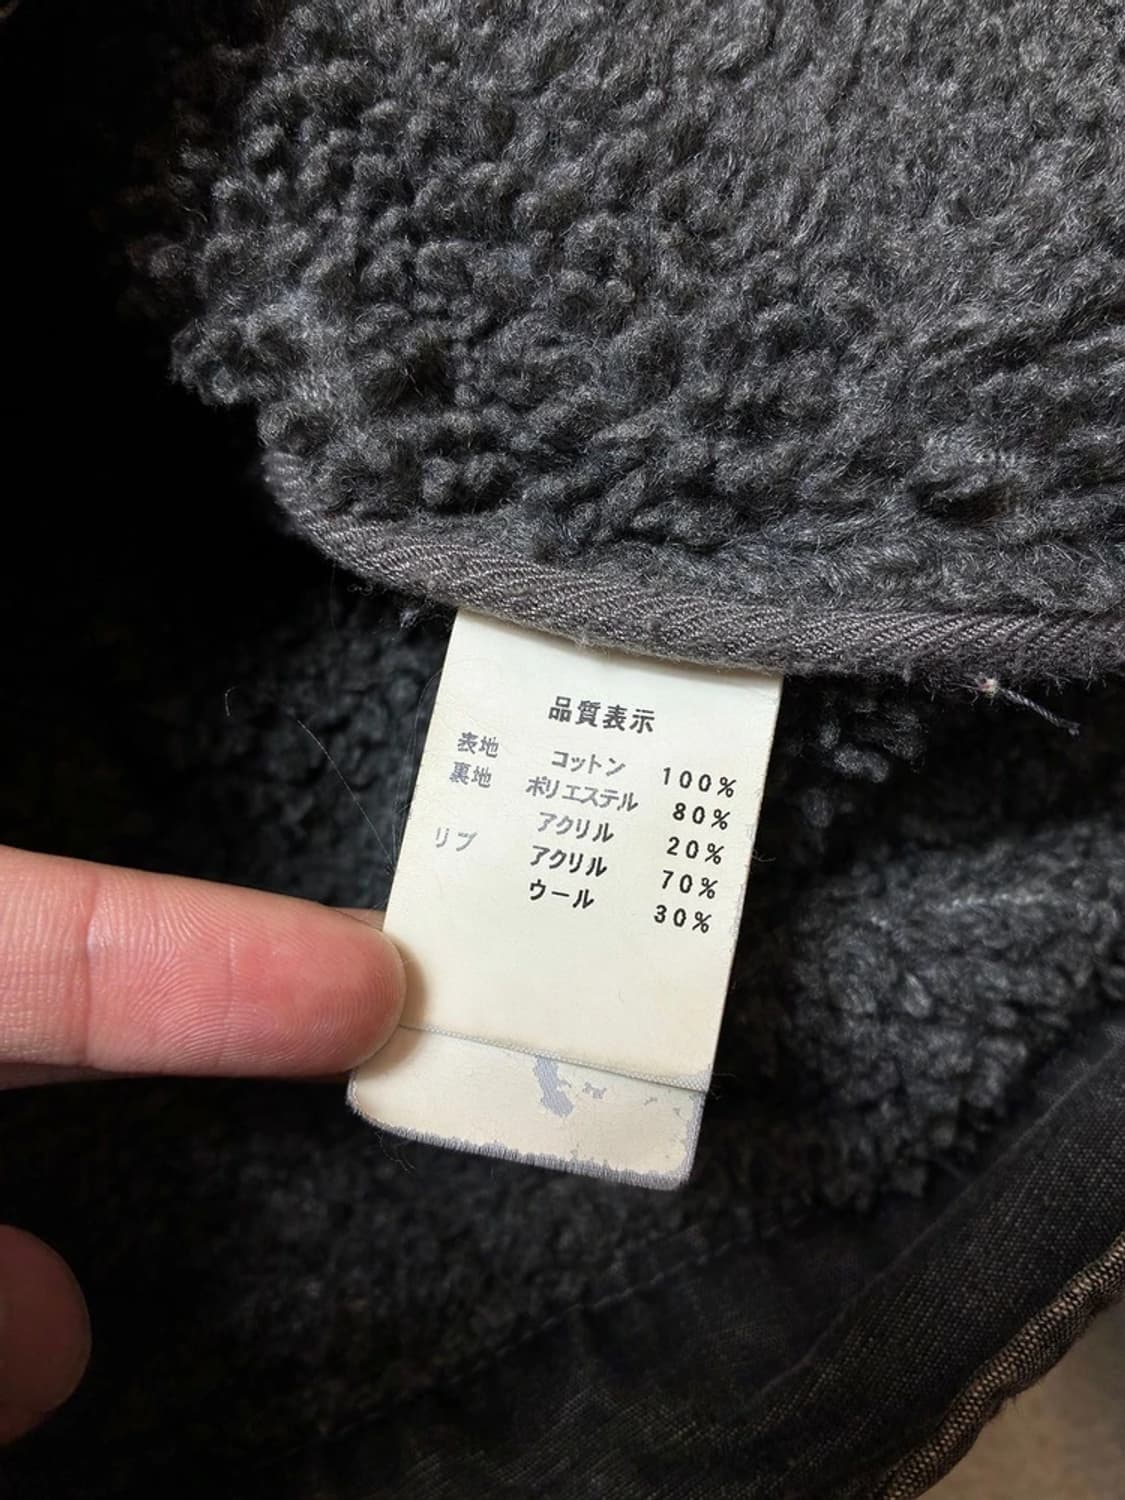 品質表示
表地 コットン 100%
裏地 ポリエステル 80%
アクリル 20%
リブ アクリル 70%
ウール 30%